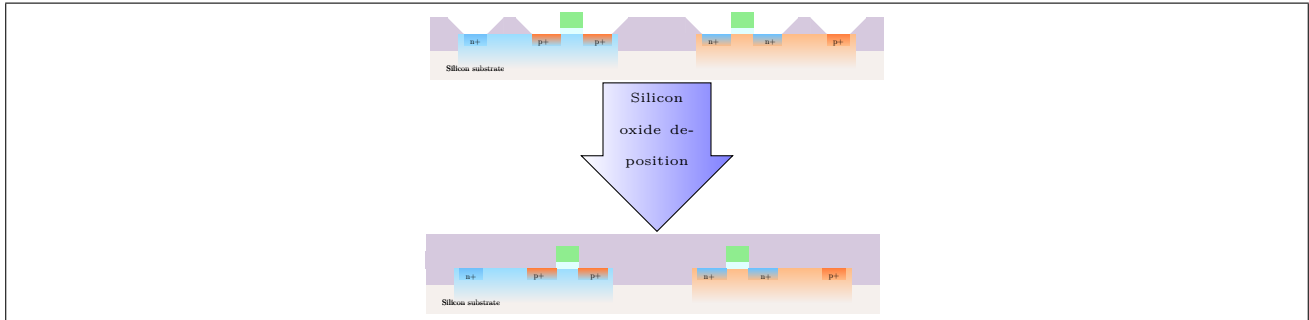 n+ p+ p+ n+ n+ p+
Silicon substrate
Silicon
oxide de-
position
n+ p+ p+ n+ n+ p+
Silicon substrate